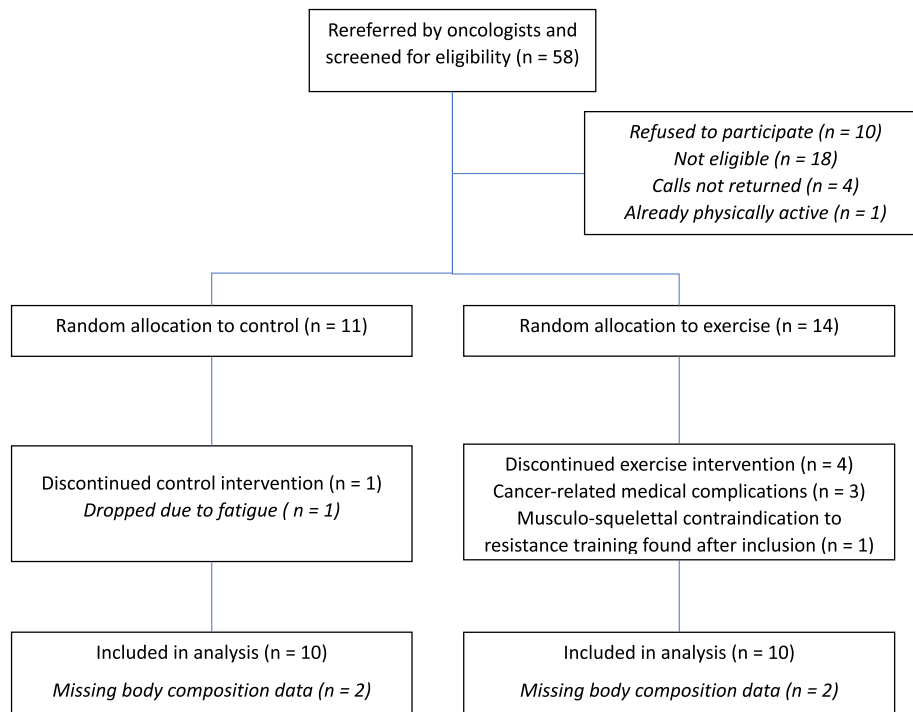 Rereferred by oncologists and
screened for eligibility (n = 58)
Refused to participate (n = 10)
Not eligible (n = 18)
Calls not returned (n = 4)
Already physically active (n = 1)
Random allocation to control (n = 11)
Random allocation to exercise (n = 14)
Discontinued control intervention (n = 1)
Dropped due to fatigue ( n = 1)
Discontinued exercise intervention (n = 4)
Cancer-related medical complications (n = 3)
Musculo-squelettal contraindication to
resistance training found after inclusion (n = 1)
Included in analysis (n = 10)
Missing body composition data (n = 2)
Included in analysis (n = 10)
Missing body composition data (n = 2)